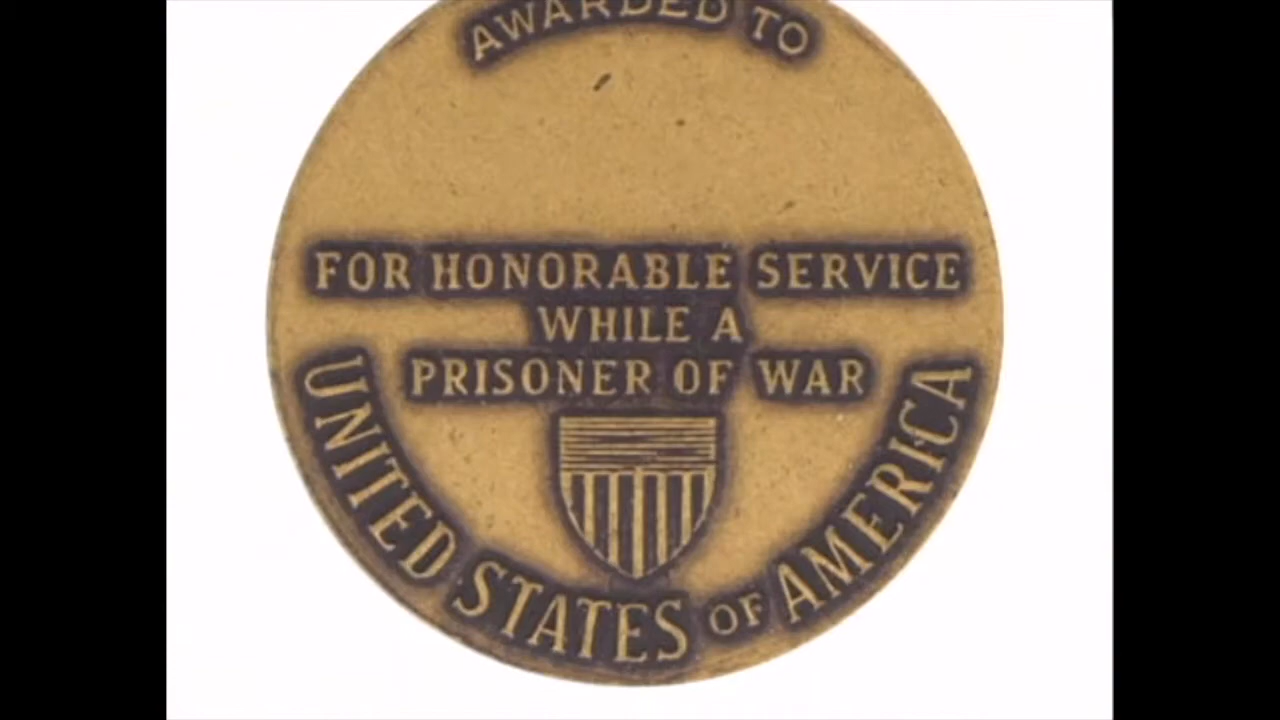 AWARDED TO
FOR HONORABLE SERVICE
WHILE A
PRISONER OF WAR
UNITED STATES OF AMERICA